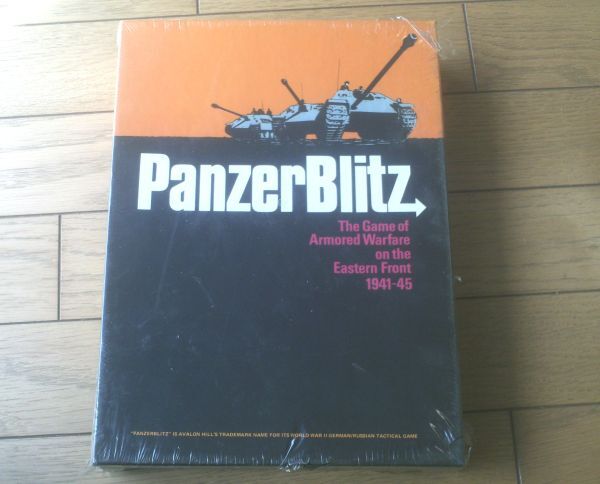 PanzerBlitz
The Game of
Armored Warfare
on the
Eastern Front
1941-45
"PANZERBLITZ" IS AVALON HILL'S TRADEMARK NAME FOR ITS WORLD WAR II GERMAN/RUSSIAN TACTICAL GAME